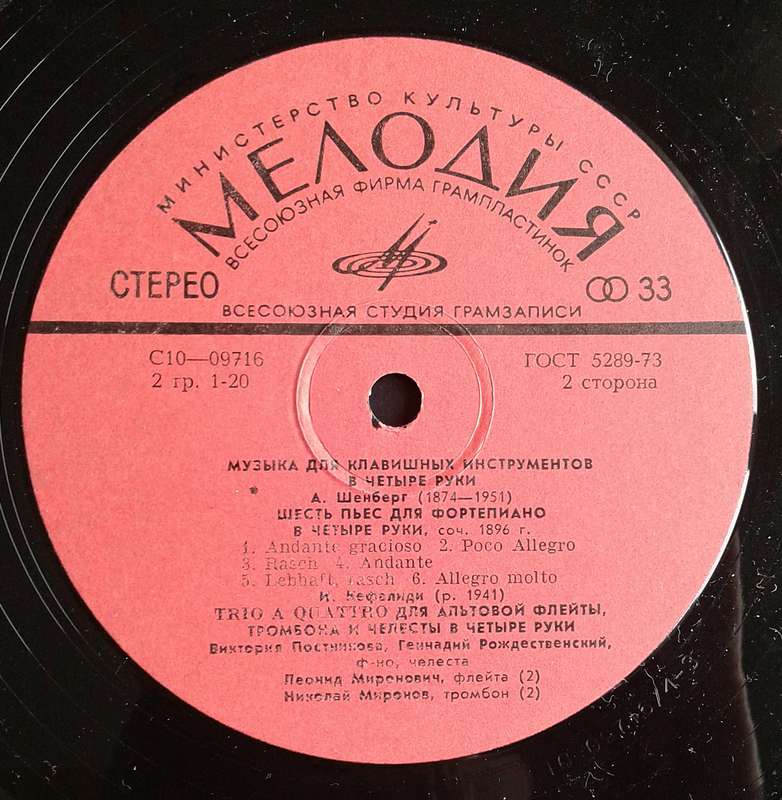 МИНИСТЕРСТВО КУЛЬТУРЫ СССР
МЕЛОДИЯ
ВСЕСОЮЗНАЯ ФИРМА ГРАМПЛАСТИНОК
СТЕРЕО
33
ВСЕСОЮЗНАЯ СТУДИЯ ГРАМЗАПИСИ
С10—09716
ГОСТ 5289-73
2 гр. 1-20
2 сторона
МУЗЫКА ДЛЯ КЛАВИШНЫХ ИНСТРУМЕНТОВ
В ЧЕТЫРЕ РУКИ
А. Шенберг (1874—1951)
ШЕСТЬ ПЬЕС ДЛЯ ФОРТЕПИАНО
В ЧЕТЫРЕ РУКИ, соч. 1896 г.
1. Andante gracioso 2. Poco Allegro
3. Rasch 4. Andante
5. Lebhaft, rasch 6. Allegro molto
И. Кефалиди (р. 1941)
TRIO A QUATTRO ДЛЯ АЛЬТОВОЙ ФЛЕЙТЫ,
ТРОМБОНА И ЧЕЛЕСТЫ В ЧЕТЫРЕ РУКИ
Виктория Постникова, Геннадий Рождественский,
ф-но, челеста
Леонид Миронович, флейта (2)
Николай Миронов, тромбон (2)